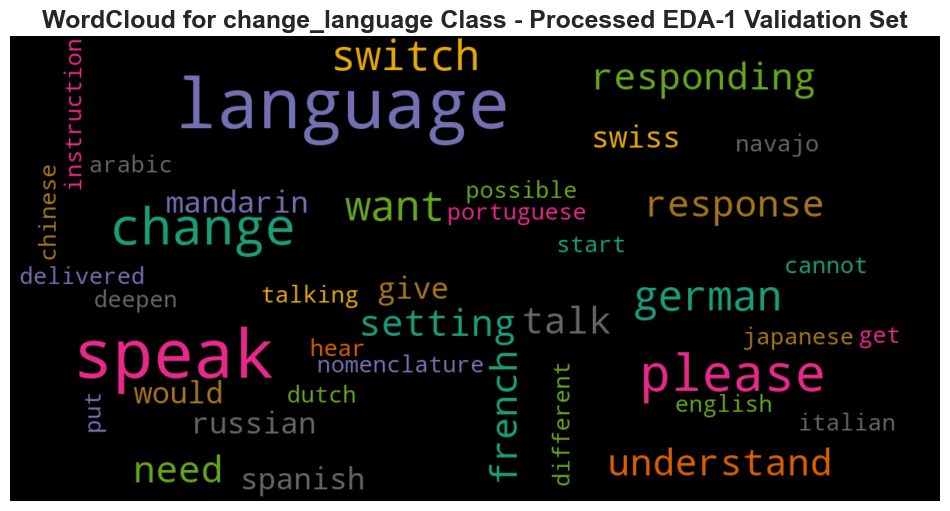 WordCloud for change_language Class - Processed EDA-1 Validation Set
instruction
switch
language
responding
swiss
navajo
arabic
chinese
mandarin
possible
want
portuguese
response
change
start
cannot
delivered
deepen
talking
give
german
setting
talk
japanese
get
hear
nomenclature
speak
french
different
please
would
dutch
put
english
russian
italian
need
spanish
understand